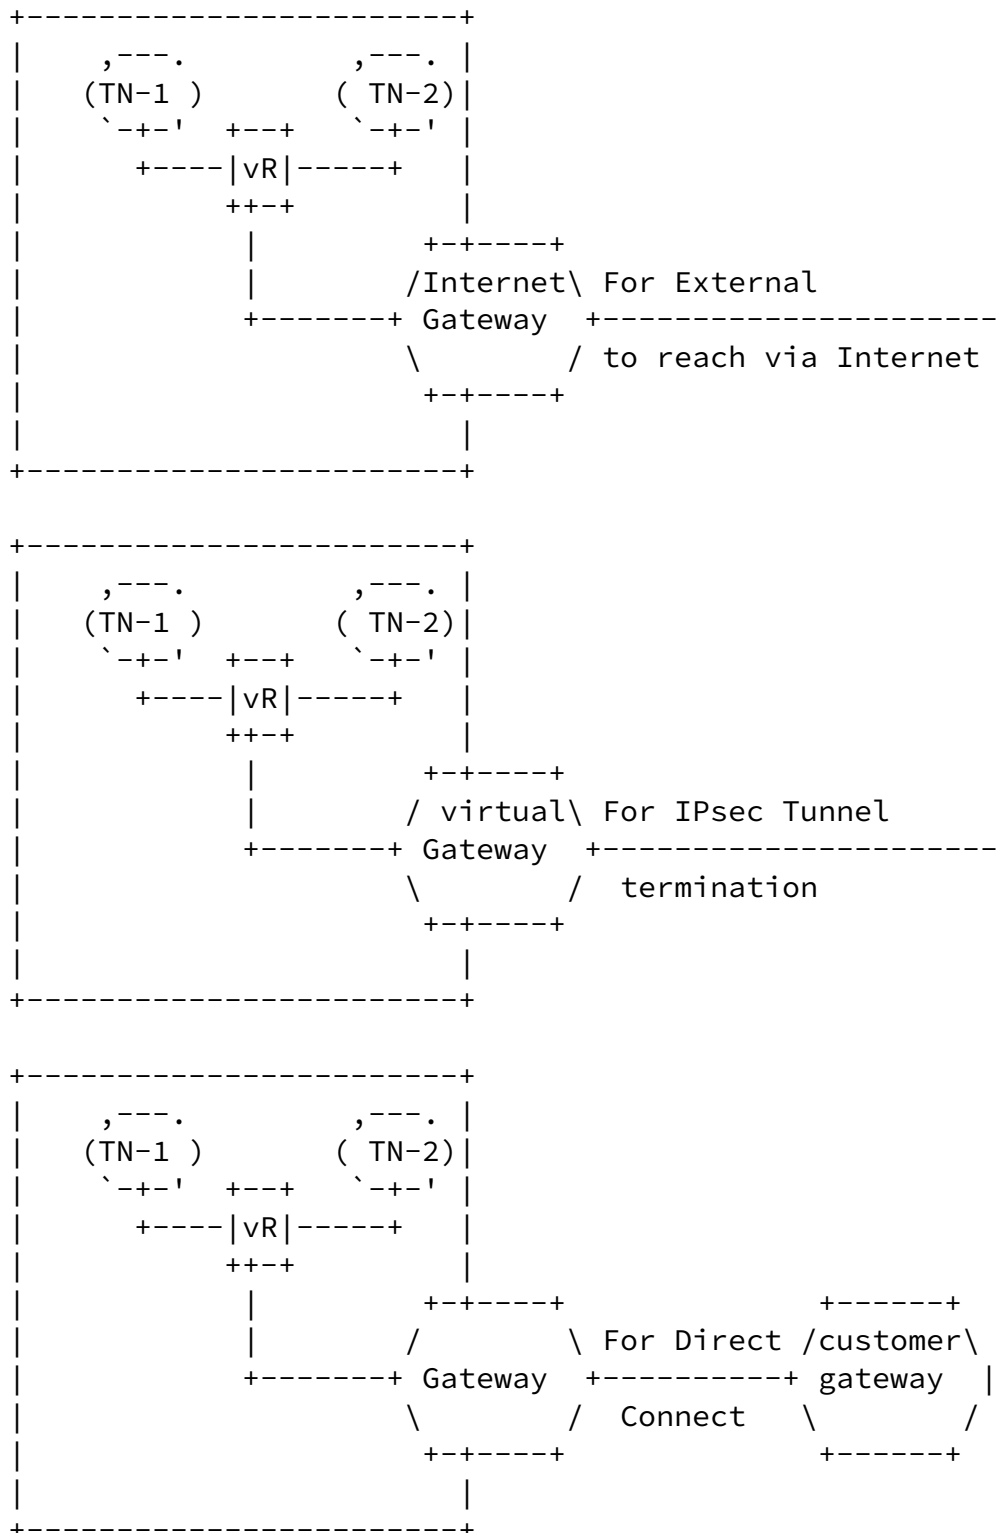 +------------------------+
|    ,---.         ,---. |
|   (TN-1 )       ( TN-2)|
|    `-+-'  +--+   `-+-' |
|      +----|vR|-----+   |
|           ++-+         |
|            |         +-+----+
|            |        /Internet\ For External
|            +-------+ Gateway  +----------------------
|                     \        / to reach via Internet
|                      +-+----+
|                        |
+------------------------+

+------------------------+
|    ,---.         ,---. |
|   (TN-1 )       ( TN-2)|
|    `-+-'  +--+   `-+-' |
|      +----|vR|-----+   |
|           ++-+         |
|            |         +-+----+
|            |        / virtual\ For IPsec Tunnel
|            +-------+ Gateway  +----------------------
|                     \        /  termination
|                      +-+----+
|                        |
+------------------------+

+------------------------+
|    ,---.         ,---. |
|   (TN-1 )       ( TN-2)|
|    `-+-'  +--+   `-+-' |
|      +----|vR|-----+   |
|           ++-+         |
|            |         +-+----+              +------+
|            |        /        \ For Direct /customer\
|            +-------+ Gateway  +----------+ gateway  |
|                     \        /  Connect   \        /
|                      +-+----+              +------+
|                        |
+------------------------+